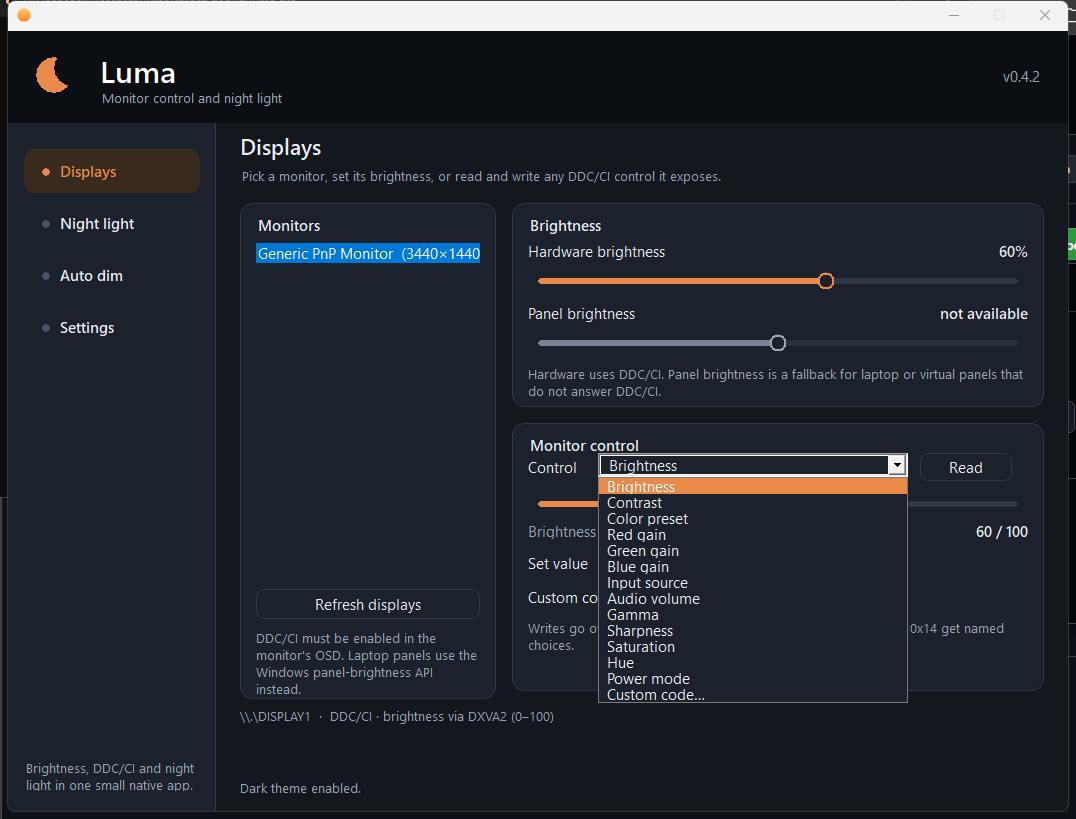 Luma
Monitor control and night light
v0.4.2
Displays
Night light
Auto dim
Settings
Brightness, DDC/CI and night
light in one small native app.
Displays
Pick a monitor, set its brightness, or read and write any DDC/CI control it exposes.
Monitors
Generic PnP Monitor (3440×1440
Refresh displays
DDC/CI must be enabled in the
monitor's OSD. Laptop panels use the
Windows panel-brightness API
instead.
Brightness
Hardware brightness 60%
Panel brightness not available
Hardware uses DDC/CI. Panel brightness is a fallback for laptop or virtual panels that
do not answer DDC/CI.
Monitor control
Control Brightness Read
Brightness
Contrast
Color preset
Red gain
Green gain
Blue gain
Input source
Audio volume
Gamma
Sharpness
Saturation
Hue
Power mode
Custom code...
Brightness 60 / 100
Set value
Custom co
Writes go o 0x14 get named
choices.
\\.\DISPLAY1 · DDC/CI · brightness via DXVA2 (0–100)
Dark theme enabled.